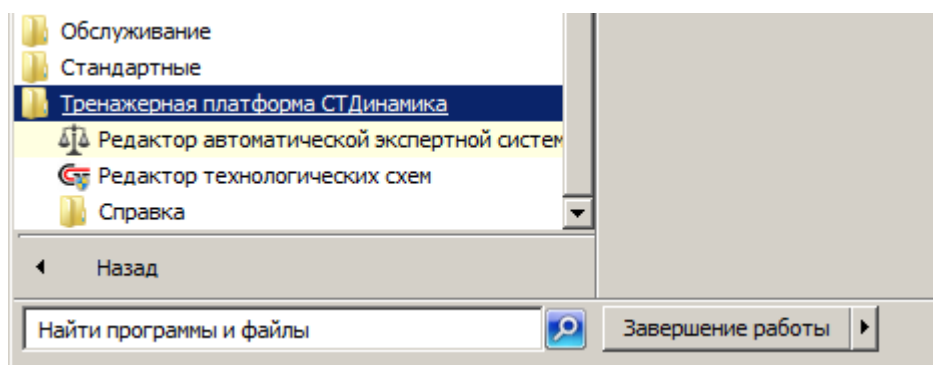 Обслуживание
Стандартные
Тренажерная платформа СТДинамика
Редактор автоматической экспертной систем
Редактор технологических схем
Справка
Назад
Найти программы и файлы
Завершение работы